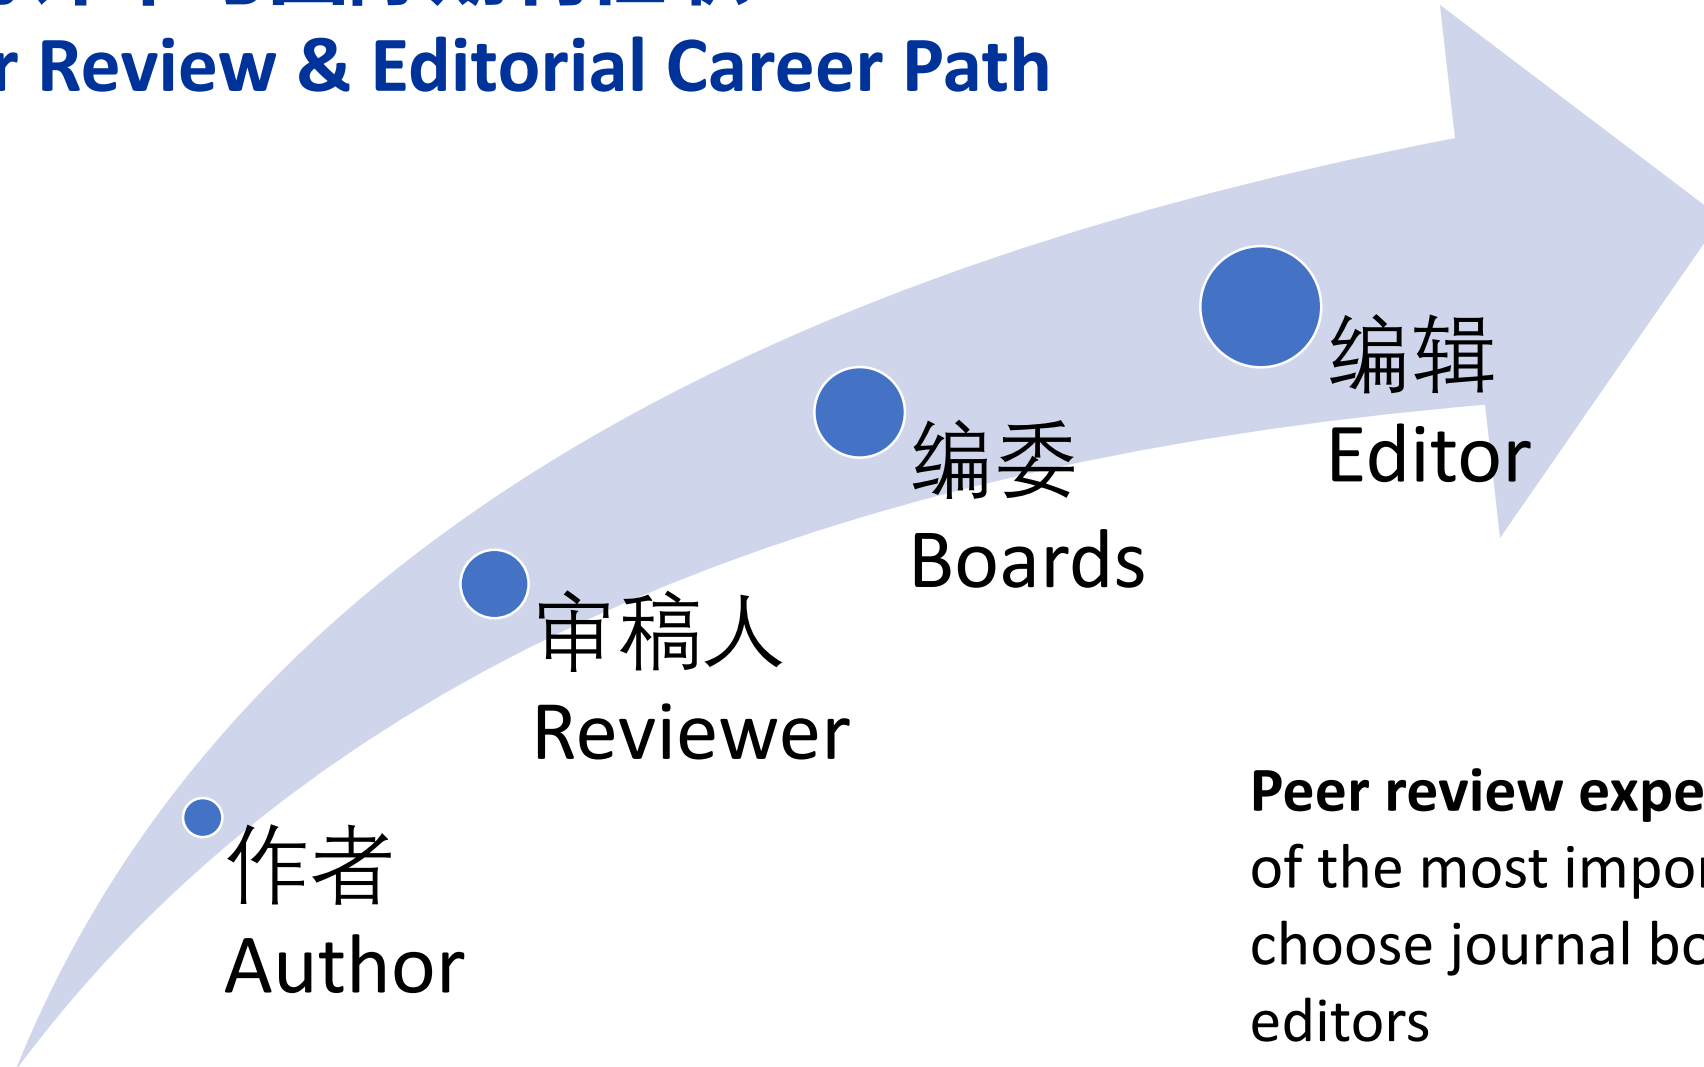 r Review & Editorial Career Path
编辑
Editor
编委
Boards
审稿人
Reviewer
作者
Author
Peer review expe
of the most impor
choose journal bo
editors